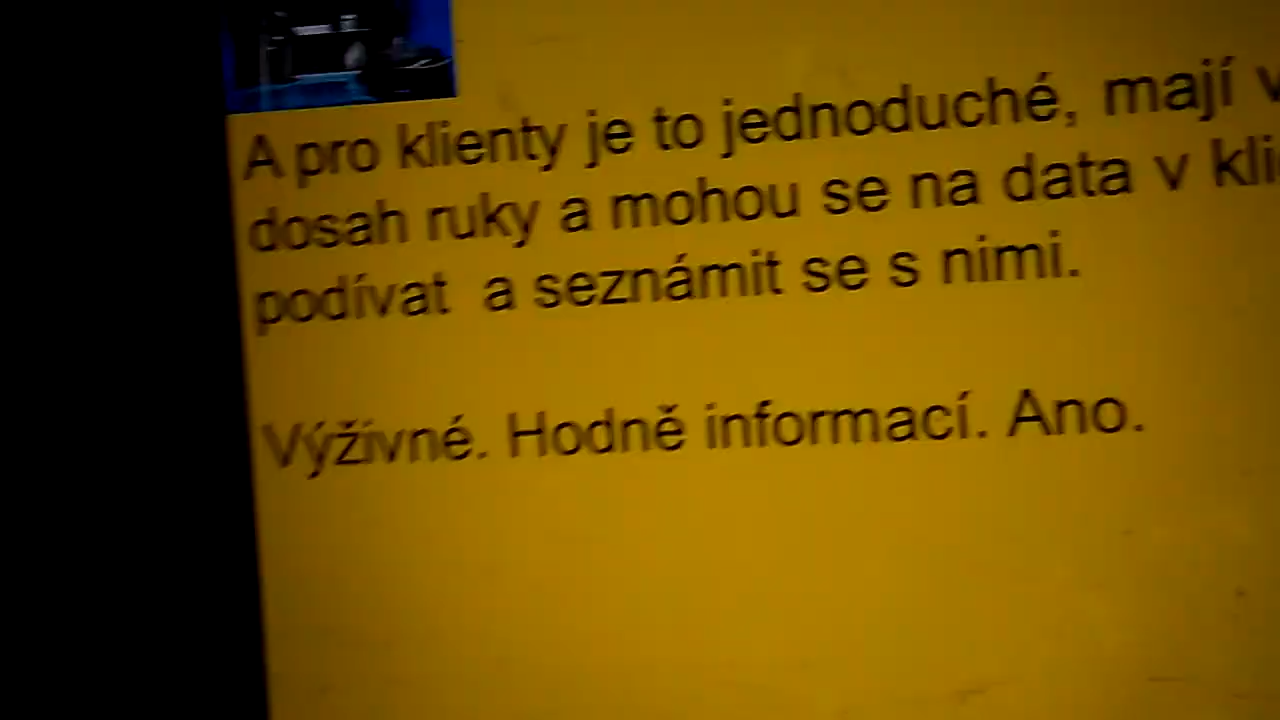 A pro klienty je to jednoduché, mají
dosah ruky a mohou se na data v
podívat a seznámit se s nimi.
Výživné. Hodně informací. Ano.